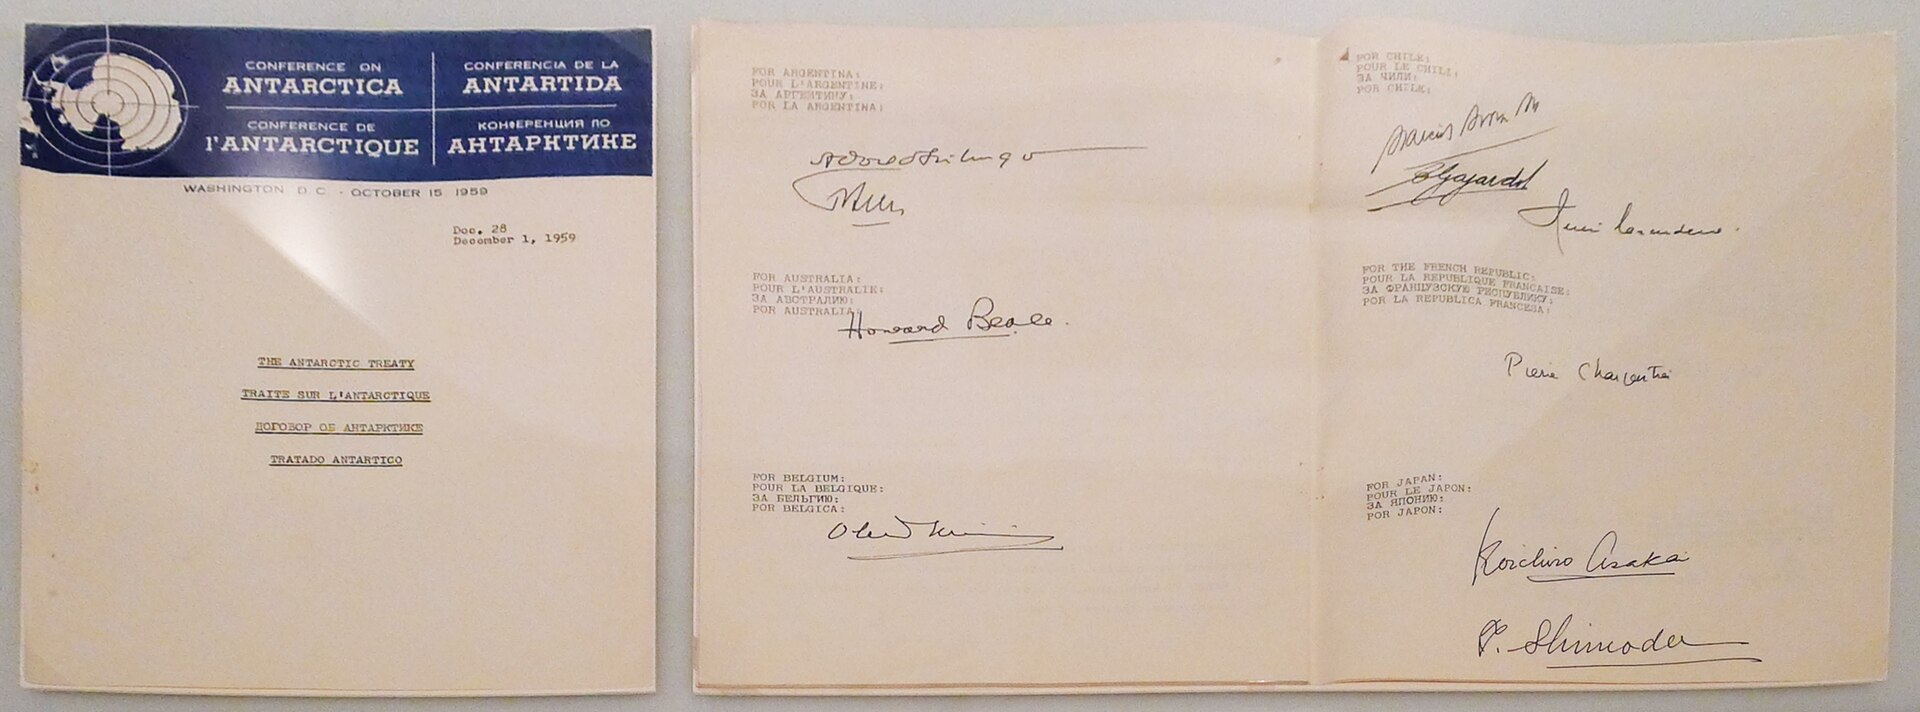 CONFERENCE ON
ANTARCTICA
CONFERENCIA DE LA
ANTARTIDA
CONFERENCE DE
l'ANTARCTIQUE
КОНФЕРЕНЦИЯ ПО
АНТАРКТИКЕ
WASHINGTON D C · OCTOBER 15 1959
Doc. 28
December 1, 1959
THE ANTARCTIC TREATY
TRAITE SUR L'ANTARCTIQUE
ДОГОВОР ОБ АНТАРКТИКЕ
TRATADO ANTARTICO
FOR ARGENTINA:
POUR L'ARGENTINE:
ЗА АРГЕНТИНУ:
POR LA ARGENTINA:
FOR AUSTRALIA:
POUR L'AUSTRALIE:
ЗА АВСТРАЛИЮ:
POR AUSTRALIA:
Howard Beale.
FOR BELGIUM:
POUR LA BELGIQUE:
ЗА БЕЛЬГИЮ:
POR BELGICA:
FOR CHILE:
POUR LE CHILI:
ЗА ЧИЛИ:
POR CHILE:
FOR THE FRENCH REPUBLIC:
POUR LA REPUBLIQUE FRANCAISE:
ЗА ФРАНЦУЗСКУЮ РЕСПУБЛИКУ:
POR LA REPUBLICA FRANCESA:
Pierre Charpentier
FOR JAPAN:
POUR LE JAPON:
ЗА ЯПОНИЮ:
POR JAPON:
Koichiro Asakai
T. Shimoda